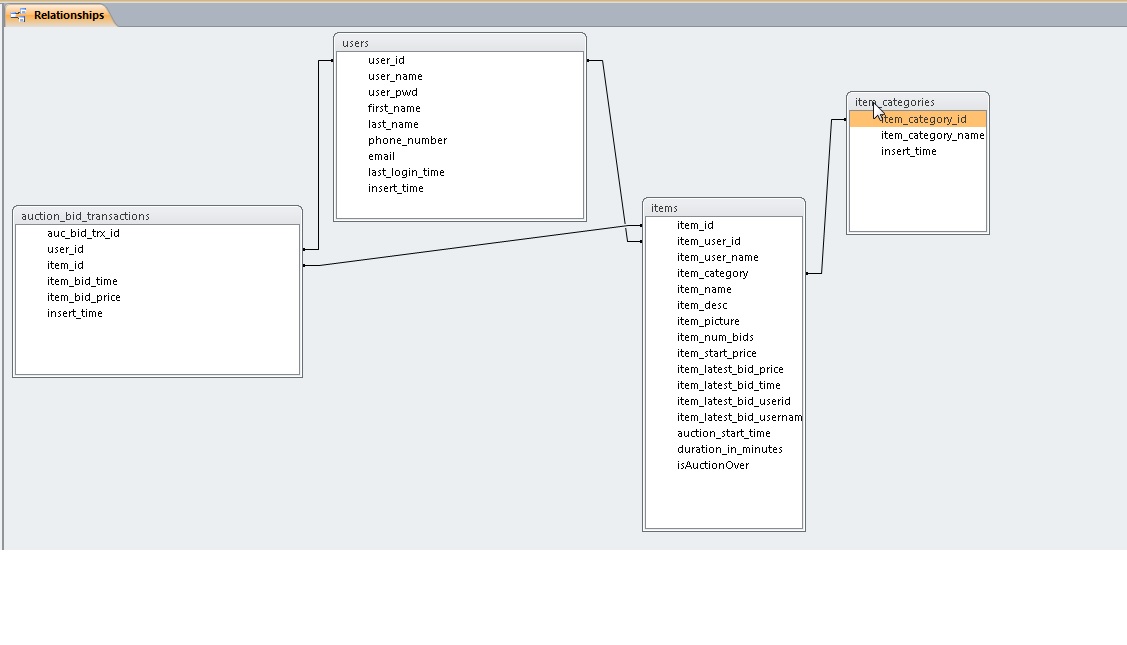 Relationships
users
user_id
user_name
user_pwd
first_name
last_name
phone_number
email
last_login_time
insert_time
item_categories
item_category_id
item_category_name
insert_time
auction_bid_transactions
auc_bid_trx_id
user_id
item_id
item_bid_time
item_bid_price
insert_time
items
item_id
item_user_id
item_user_name
item_category
item_name
item_desc
item_picture
item_num_bids
item_start_price
item_latest_bid_price
item_latest_bid_time
item_latest_bid_userid
item_latest_bid_usernam
auction_start_time
duration_in_minutes
isAuctionOver